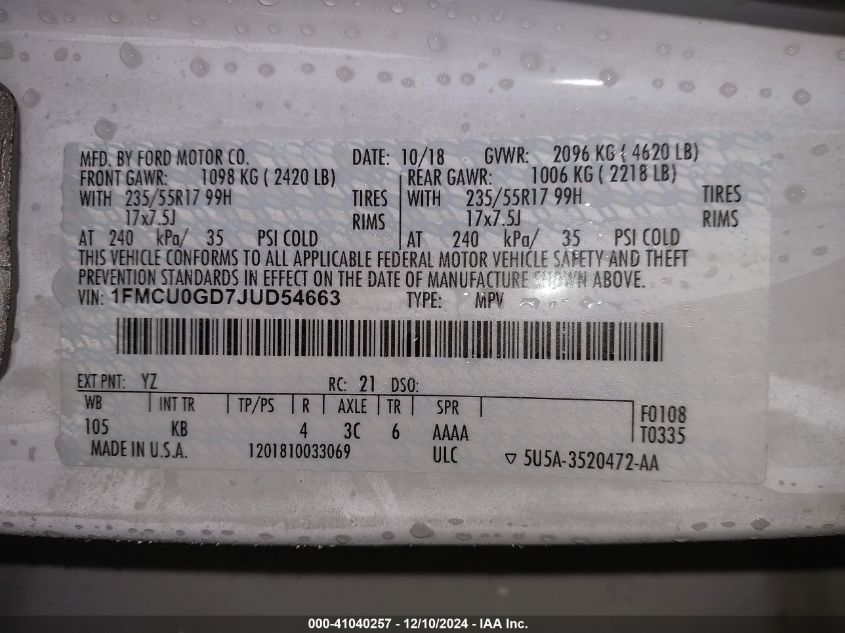 MFD. BY FORD MOTOR CO. DATE: 10/18 GVWR: 2096 KG ( 4620 LB)
FRONT GAWR: 1098 KG ( 2420 LB) REAR GAWR: 1006 KG ( 2218 LB)
WITH 235/55R17 99H TIRES WITH 235/55R17 99H TIRES
17x7.5J RIMS 17x7.5J RIMS
AT 240 kPa/ 35 PSI COLD AT 240 kPa/ 35 PSI COLD
THIS VEHICLE CONFORMS TO ALL APPLICABLE FEDERAL MOTOR VEHICLE SAFETY AND THEFT
PREVENTION STANDARDS IN EFFECT ON THE DATE OF MANUFACTURE SHOWN ABOVE.
VIN: 1FMCU0GD7JUD54663 TYPE: MPV
EXT PNT: YZ RC: 21 DSO:
WB INT TR TP/PS R AXLE TR SPR F0108
105 KB 4 3C 6 AAAA T0335
MADE IN U.S.A. 1201810033069 ULC ▽ 5U5A-3520472-AA
000-41040257 - 12/10/2024 - IAA Inc.